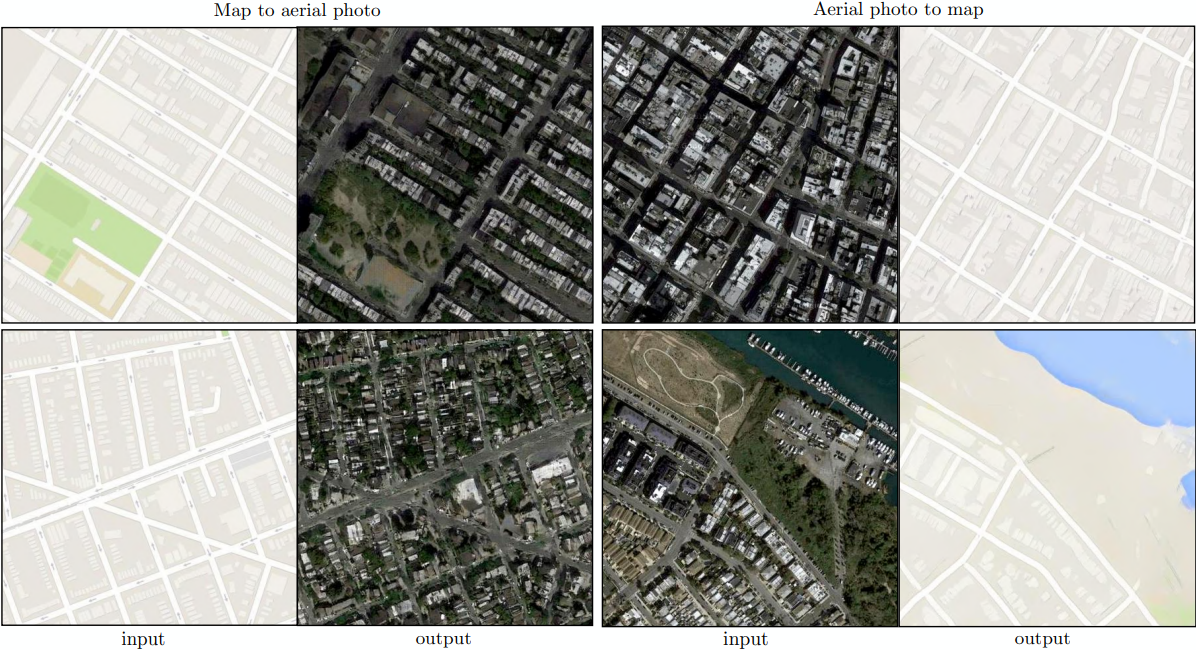 Map to aerial photo
Aerial photo to map
input
output
input
output